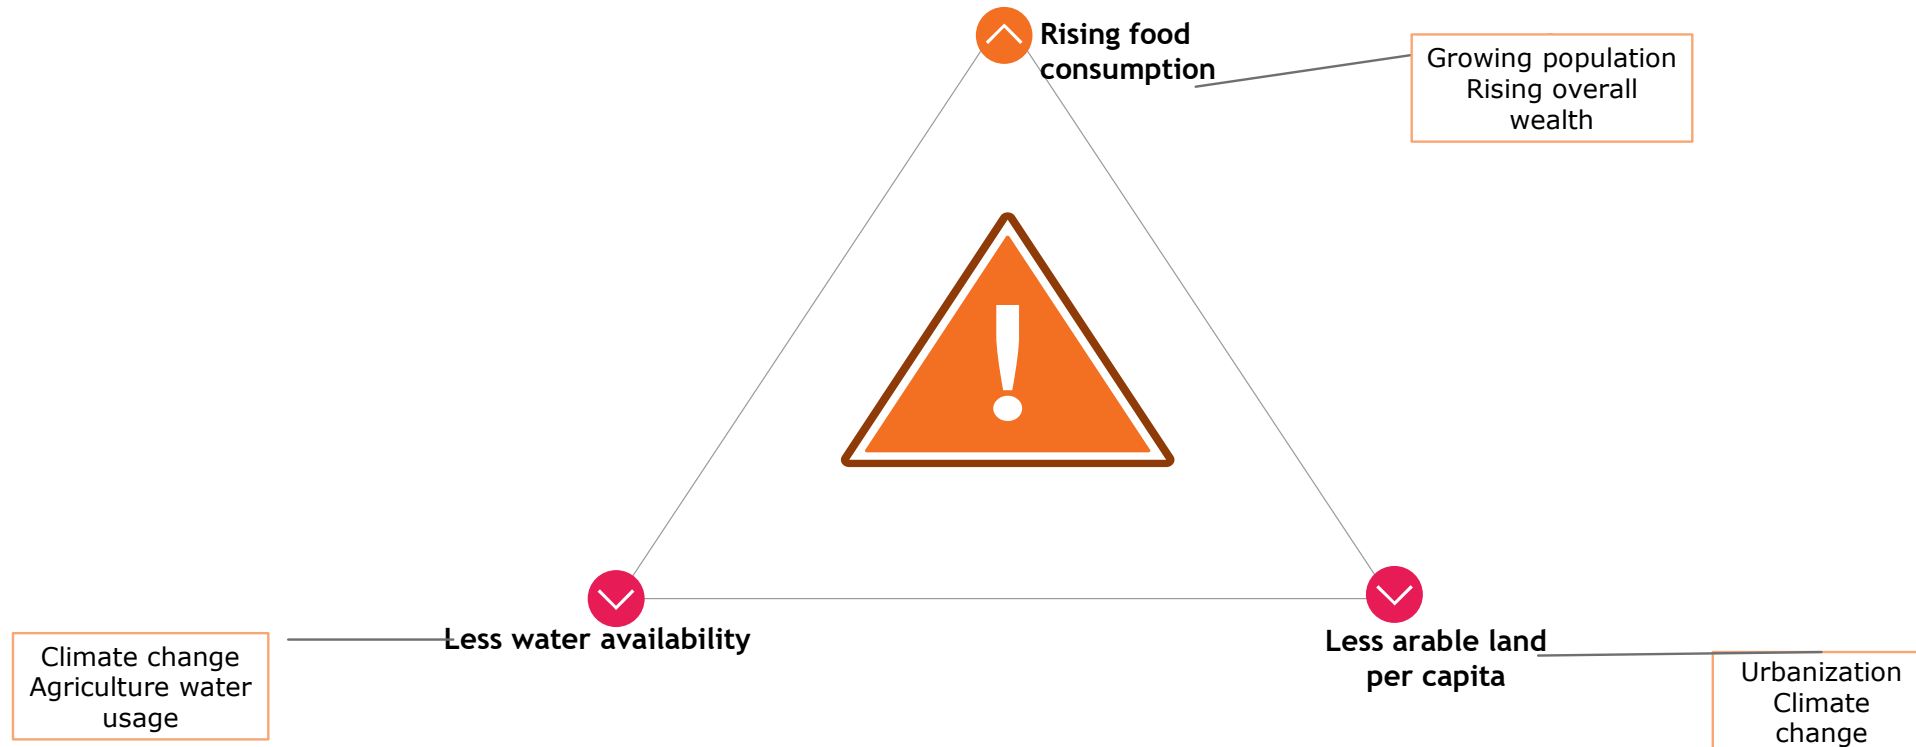 Rising food
consumption
Growing population
Rising overall
wealth
Less water availability
Climate change
Agriculture water
usage
Less arable land
per capita
Urbanization
Climate
change